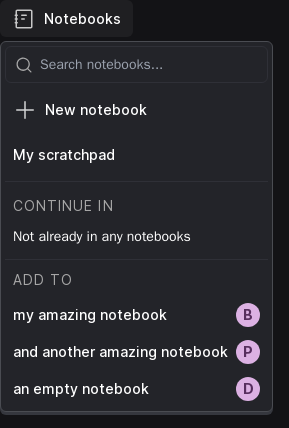 Notebooks
Search notebooks...
New notebook
My scratchpad
CONTINUE IN
Not already in any notebooks
ADD TO
my amazing notebook B
and another amazing notebook P
an empty notebook D